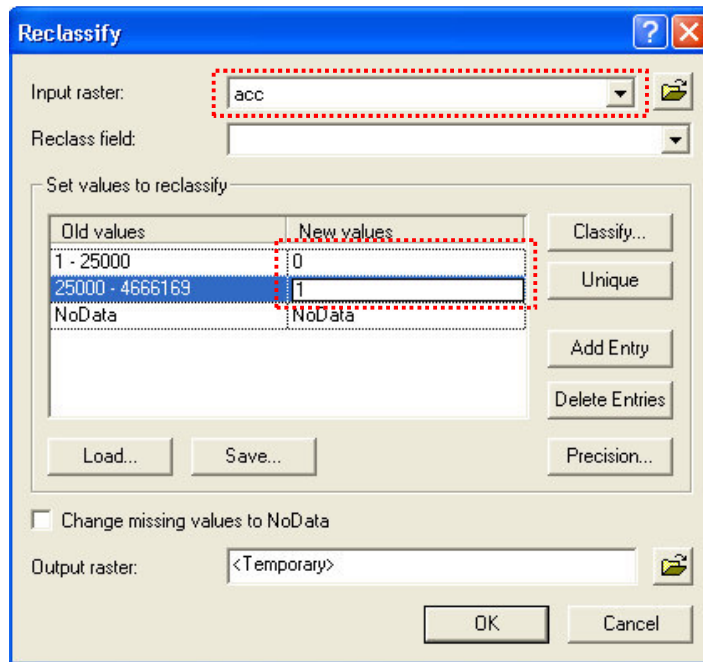 Reclassify
Input raster: acc
Reclass field:
Set values to reclassify
Old values New values
1 - 25000 0
25000 - 4666169 1
NoData NoData
Classify...
Unique
Add Entry
Delete Entries
Load... Save... Precision...
Change missing values to NoData
Output raster: <Temporary>
OK Cancel